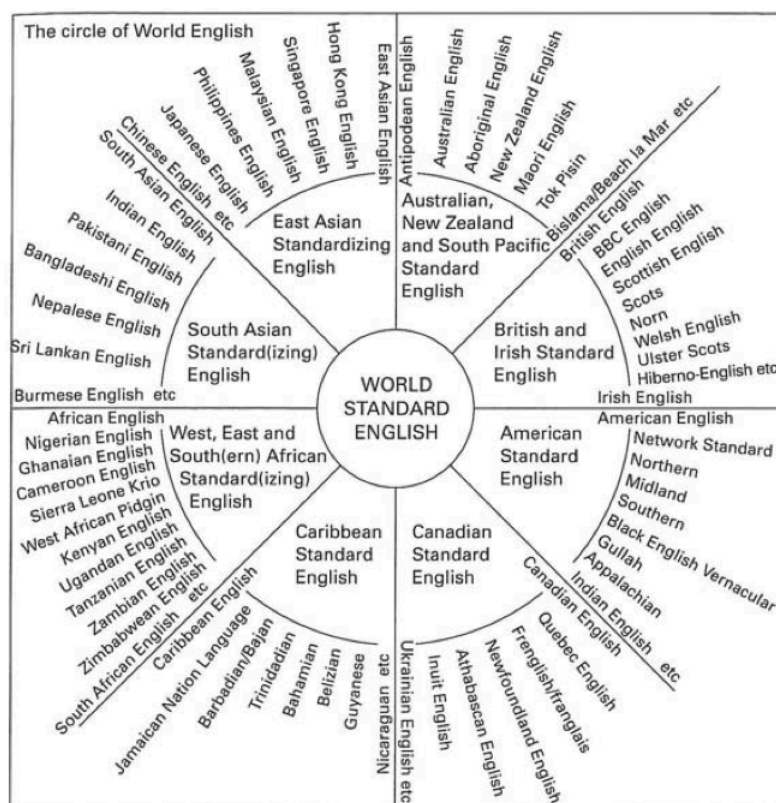 The circle of World English
East Asian English
Hong Kong English
Singapore English
Malaysian English
Philippines English
Japanese English
Chinese English etc
East Asian
Standardizing
English
Antipodean English
Australian English
Aboriginal English
New Zealand English
Maori English
Tok Pisin
Bislama/Beach la Mar etc
Australian,
New Zealand
and South Pacific
Standard
English
British English
BBC English
English English
Scottish English
Scots
Norn
Welsh English
Ulster Scots
Hiberno-English etc
Irish English
British and
Irish Standard
English
South Asian English
Indian English
Pakistani English
Bangladeshi English
Nepalese English
Sri Lankan English
Burmese English etc
South Asian
Standard(izing)
English
WORLD
STANDARD
ENGLISH
African English
Nigerian English
Ghanaian English
Cameroon English
Sierra Leone Krio
West African Pidgin
Kenyan English
Ugandan English
Tanzanian English
Zambian English
Zimbabwean English
South African English etc
West, East and
South(ern) African
Standard(izing)
English
American English
Network Standard
Northern
Midland
Southern
Black English Vernacular
Gullah
Appalachian
Indian English etc
American
Standard
English
Caribbean English
Jamaican Nation Language
Barbadian/Bajan
Trinidadian
Bahamian
Belizian
Guyanese
Nicaraguan etc
Caribbean
Standard
English
Canadian English
Quebec English
Frenglish/franglais
Newfoundland English
Athabascan English
Inuit English
Ukrainian English etc
Canadian
Standard
English